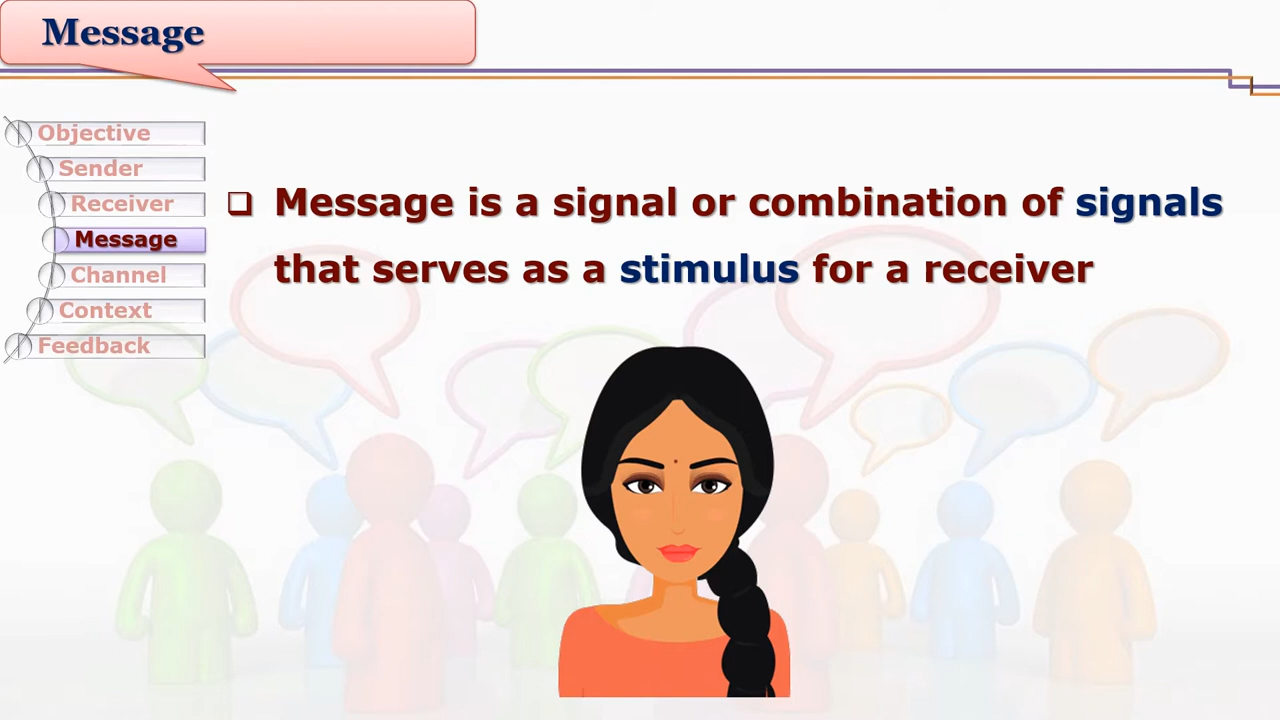 Message
Objective
Sender
Receiver
Message
Channel
Context
Feedback
❑ Message is a signal or combination of signals
that serves as a stimulus for a receiver